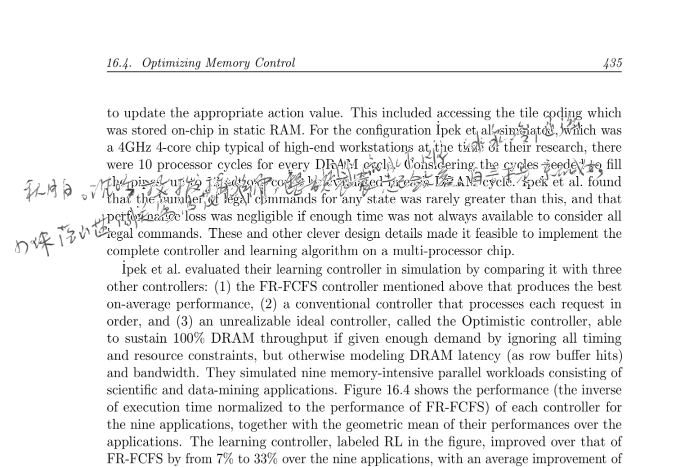 16.4. Optimizing Memory Control 435
to update the appropriate action value. This included accessing the tile coding which
was stored on-chip in static RAM. For the configuration İpek et al. simulated, which was
a 4GHz 4-core chip typical of high-end workstations at the time of their research, there
were 10 processor cycles for every DRAM cycle. Considering the cycles needed to fill
the pipe, up to actions could be evaluated in each DRAM cycle. İpek et al. found
that the number of legal commands for any state was rarely greater than this, and that
performance loss was negligible if enough time was not always available to consider all
legal commands. These and other clever design details made it feasible to implement the
complete controller and learning algorithm on a multi-processor chip.
İpek et al. evaluated their learning controller in simulation by comparing it with three
other controllers: (1) the FR-FCFS controller mentioned above that produces the best
on-average performance, (2) a conventional controller that processes each request in
order, and (3) an unrealizable ideal controller, called the Optimistic controller, able
to sustain 100% DRAM throughput if given enough demand by ignoring all timing
and resource constraints, but otherwise modeling DRAM latency (as row buffer hits)
and bandwidth. They simulated nine memory-intensive parallel workloads consisting of
scientific and data-mining applications. Figure 16.4 shows the performance (the inverse
of execution time normalized to the performance of FR-FCFS) of each controller for
the nine applications, together with the geometric mean of their performances over the
applications. The learning controller, labeled RL in the figure, improved over that of
FR-FCFS by from 7% to 33% over the nine applications, with an average improvement of